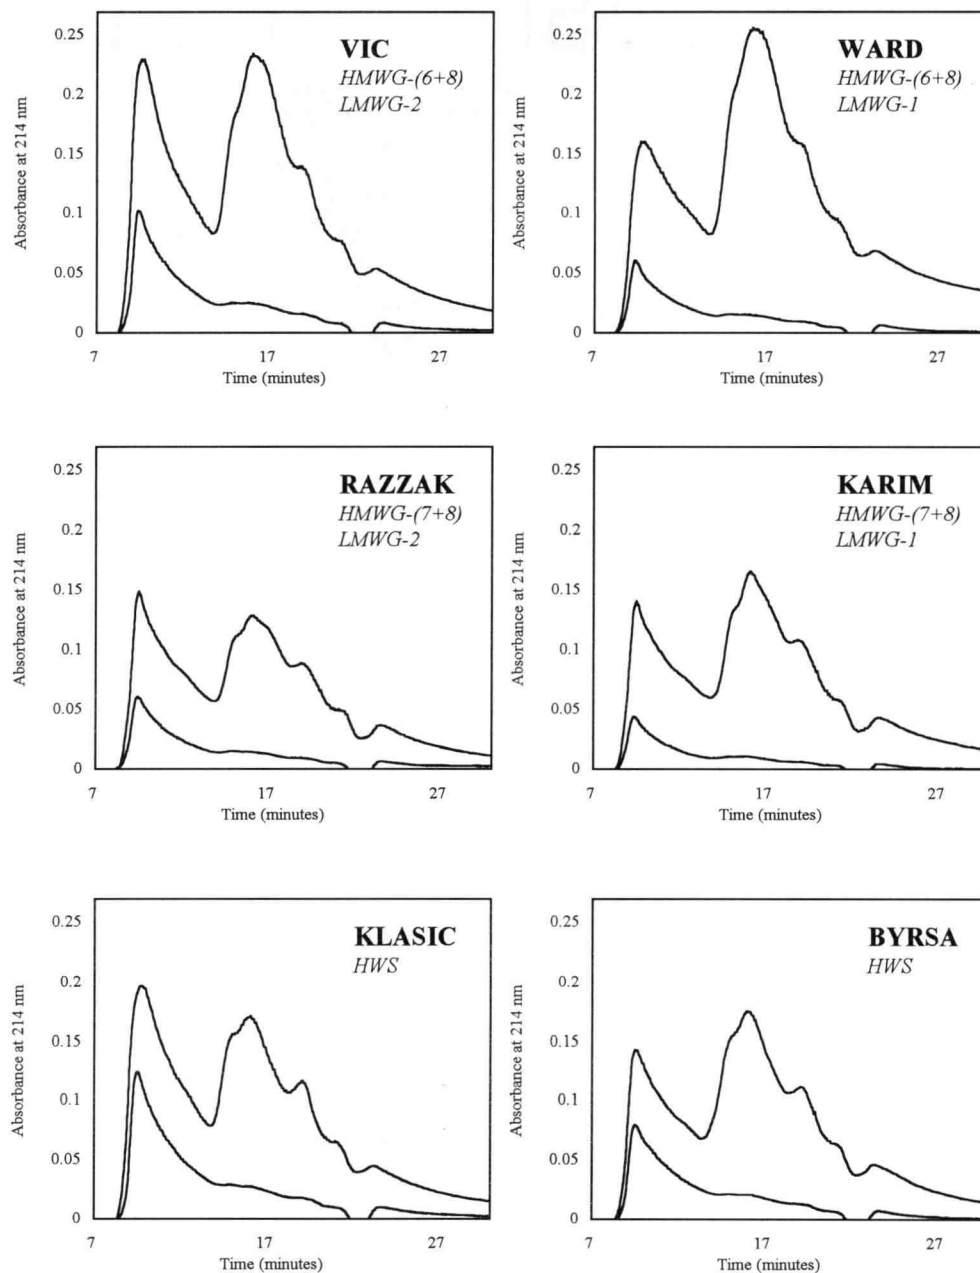 0.25
0.2
0.15
0.1
0.05
0
Absorbance at 214 nm
VIC
HMWG-(6+8)
LMWG-2
7 17 27
Time (minutes)
0.25
0.2
0.15
0.1
0.05
0
Absorbance at 214 nm
WARD
HMWG-(6+8)
LMWG-1
7 17 27
Time (minutes)
0.25
0.2
0.15
0.1
0.05
0
Absorbance at 214 nm
RAZZAK
HMWG-(7+8)
LMWG-2
7 17 27
Time (minutes)
0.25
0.2
0.15
0.1
0.05
0
Absorbance at 214 nm
KARIM
HMWG-(7+8)
LMWG-1
7 17 27
Time (minutes)
0.25
0.2
0.15
0.1
0.05
0
Absorbance at 214 nm
KLASIC
HWS
7 17 27
Time (minutes)
0.25
0.2
0.15
0.1
0.05
0
Absorbance at 214 nm
BYRSA
HWS
7 17 27
Time (minutes)